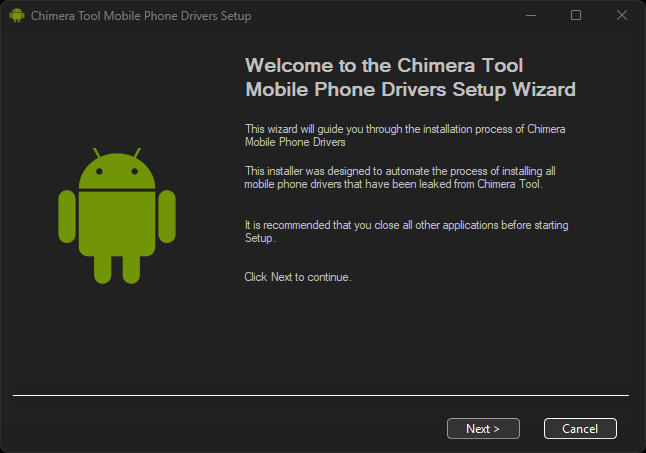 Chimera Tool Mobile Phone Drivers Setup
Welcome to the Chimera Tool
Mobile Phone Drivers Setup Wizard
This wizard will guide you through the installation process of Chimera
Mobile Phone Drivers
This installer was designed to automate the process of installing all
mobile phone drivers that have been leaked from Chimera Tool.
It is recommended that you close all other applications before starting
Setup.
Click Next to continue.
Next >
Cancel